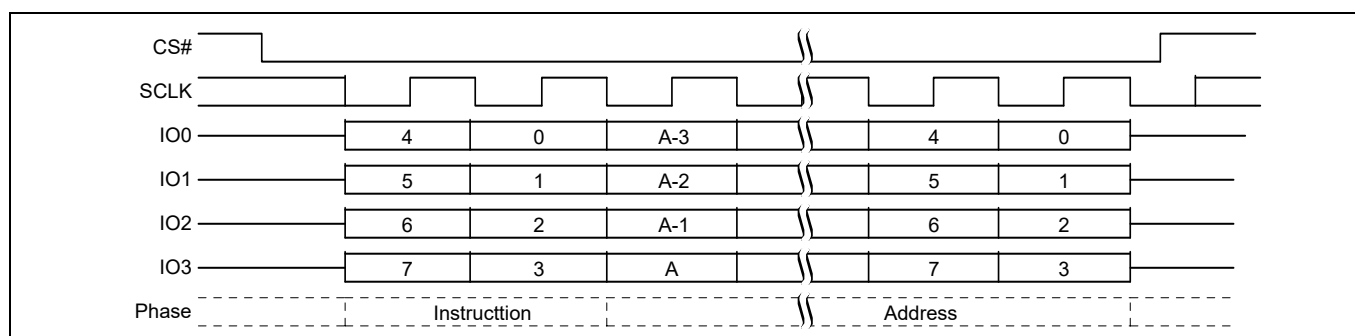 CS#
SCLK
IO0 4 0 A-3 4 0
IO1 5 1 A-2 5 1
IO2 6 2 A-1 6 2
IO3 7 3 A 7 3
Phase Instructtion Address